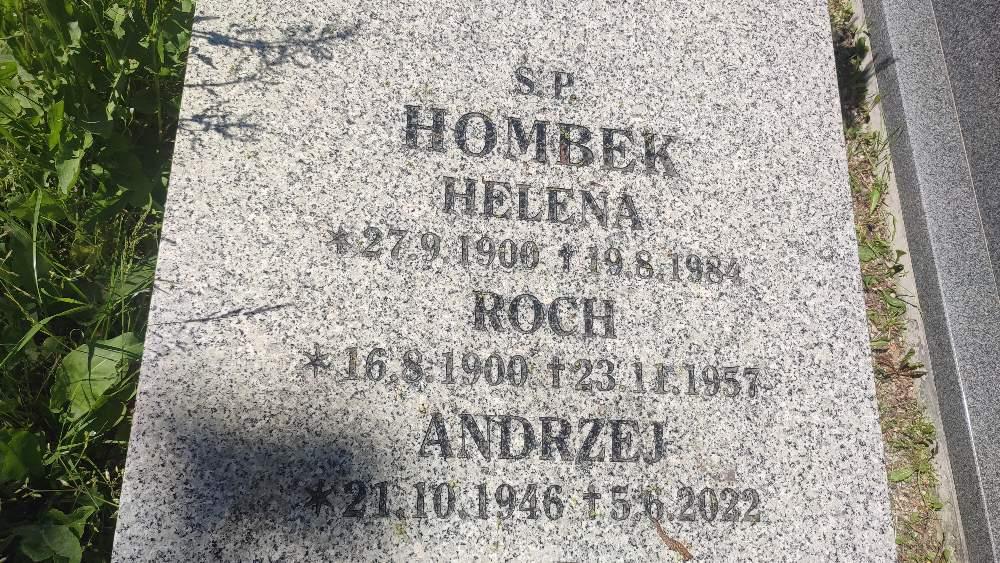 Ś.P.
HOMBEK
HELENA
* 27.9.1900 † 19.8.1984
ROCH
* 16.8.1900 † 23.11.1957
ANDRZEJ
* 21.10.1946 † 5.6.2022